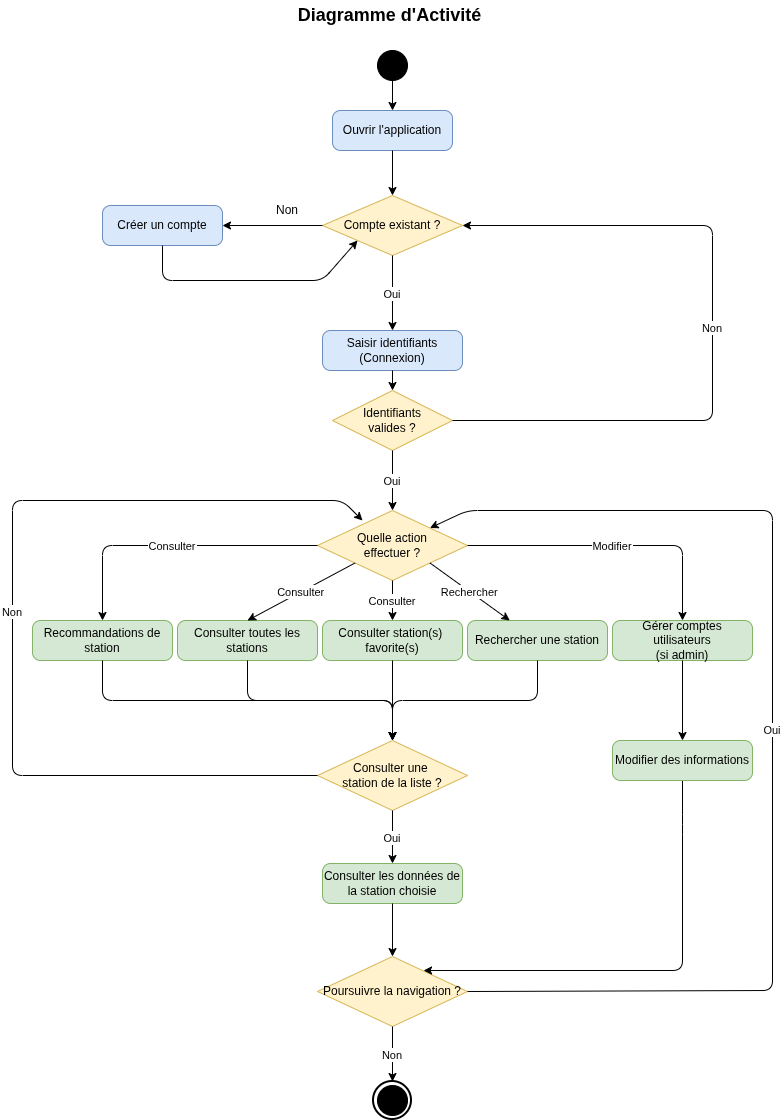 Diagramme d'Activité
Ouvrir l'application
Créer un compte
Non
Compte existant ?
Oui
Saisir identifiants
(Connexion)
Non
Identifiants
valides ?
Oui
Quelle action
effectuer ?
Consulter
Modifier
Consulter
Consulter
Rechercher
Non
Recommandations de
station
Consulter toutes les
stations
Consulter station(s)
favorite(s)
Rechercher une station
Gérer comptes
utilisateurs
(si admin)
Oui
Consulter une
station de la liste ?
Modifier des informations
Oui
Consulter les données de
la station choisie
Poursuivre la navigation ?
Non